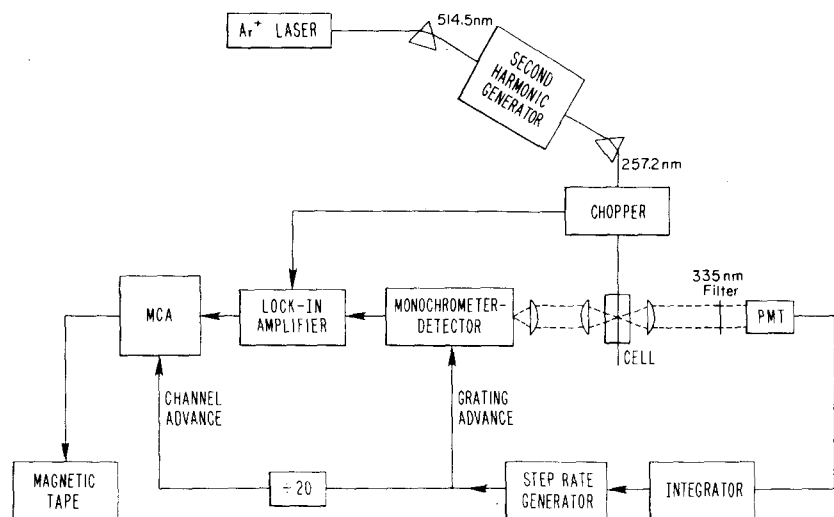 Ar+ LASER
514.5nm
SECOND
HARMONIC
GENERATOR
257.2nm
CHOPPER
335nm
Filter
MCA
LOCK-IN
AMPLIFIER
MONOCHROMETER-
DETECTOR
PMT
CELL
CHANNEL
ADVANCE
GRATING
ADVANCE
MAGNETIC
TAPE
÷20
STEP RATE
GENERATOR
INTEGRATOR